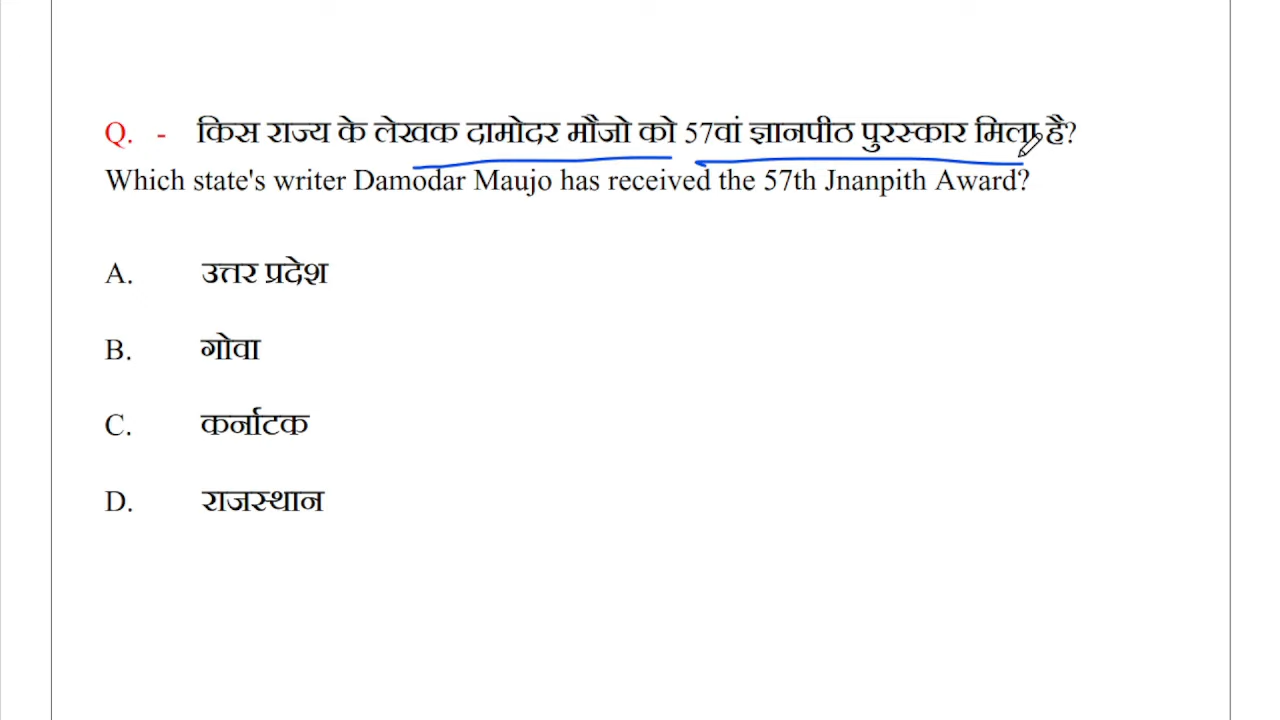 Q. - किस राज्य के लेखक दामोदर मौजो को 57वां ज्ञानपीठ पुरस्कार मिला है?
Which state's writer Damodar Maujo has received the 57th Jnanpith Award?
A. उत्तर प्रदेश
B. गोवा
C. कर्नाटक
D. राजस्थान